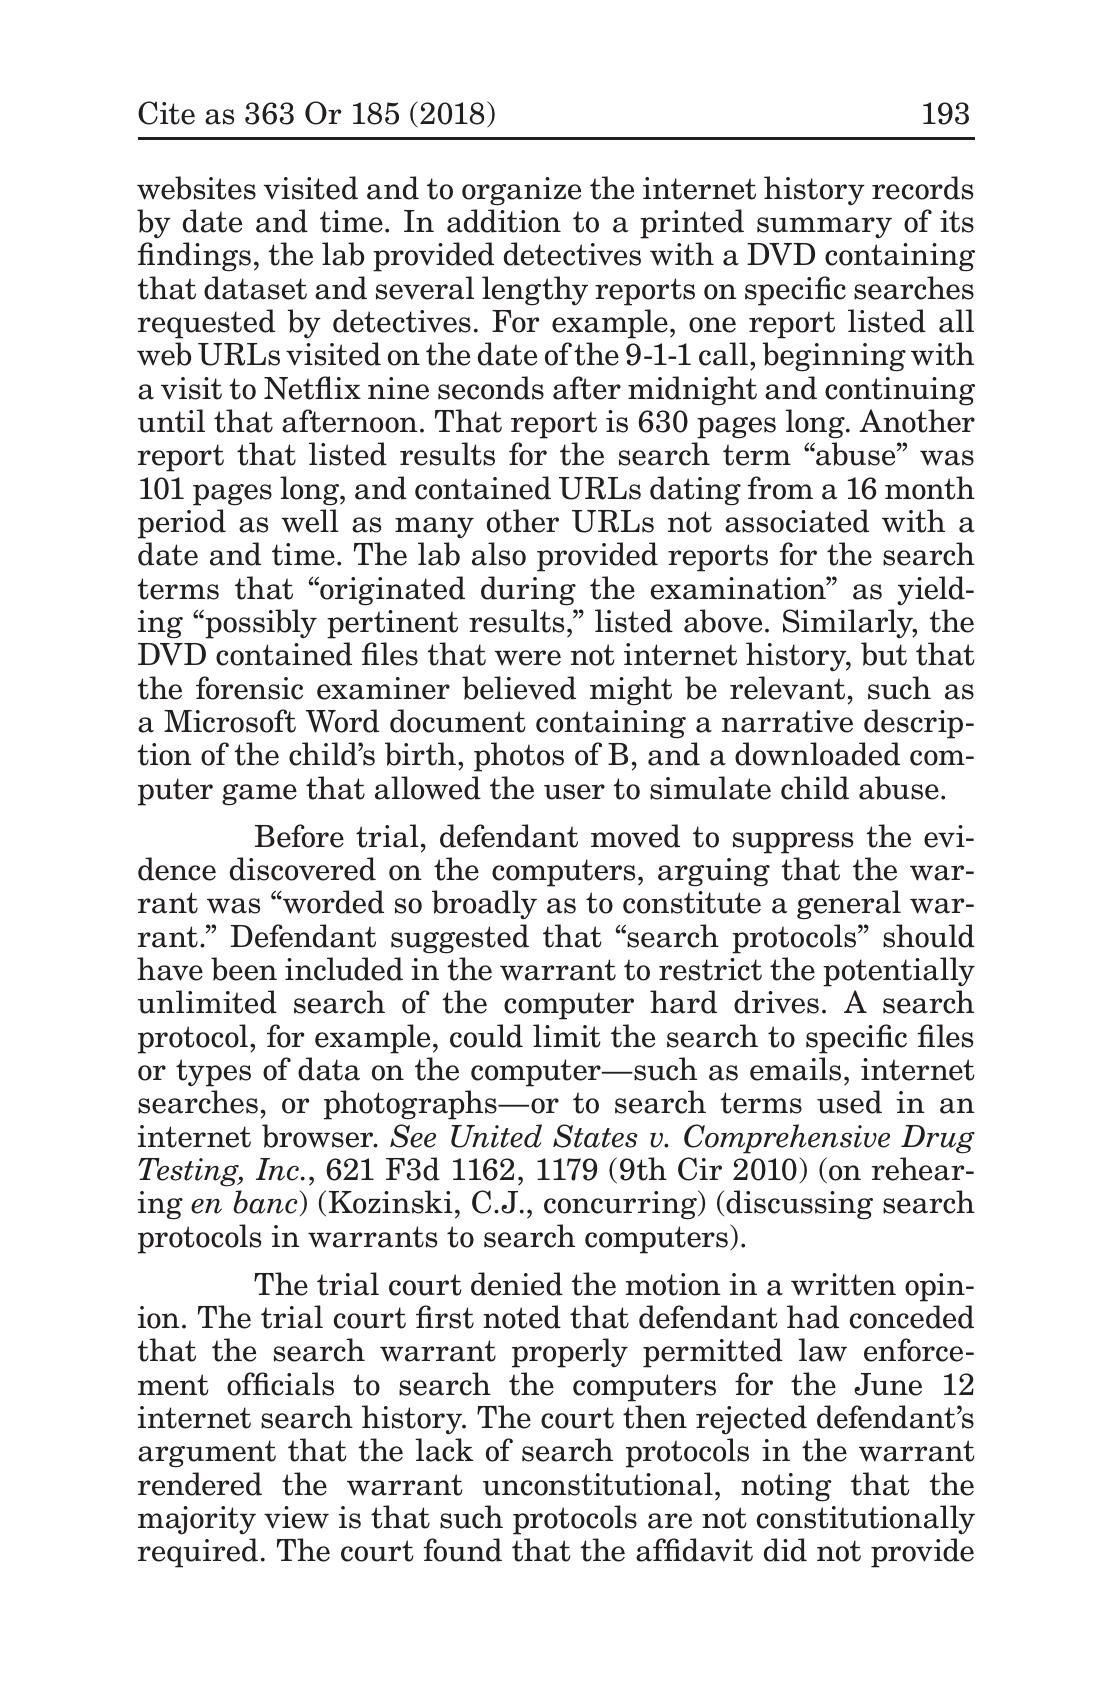 Cite as 363 Or 185 (2018) 193
websites visited and to organize the internet history records
by date and time. In addition to a printed summary of its
findings, the lab provided detectives with a DVD containing
that dataset and several lengthy reports on specific searches
requested by detectives. For example, one report listed all
web URLs visited on the date of the 9-1-1 call, beginning with
a visit to Netflix nine seconds after midnight and continuing
until that afternoon. That report is 630 pages long. Another
report that listed results for the search term “abuse” was
101 pages long, and contained URLs dating from a 16 month
period as well as many other URLs not associated with a
date and time. The lab also provided reports for the search
terms that “originated during the examination” as yield-
ing “possibly pertinent results,” listed above. Similarly, the
DVD contained files that were not internet history, but that
the forensic examiner believed might be relevant, such as
a Microsoft Word document containing a narrative descrip-
tion of the child’s birth, photos of B, and a downloaded com-
puter game that allowed the user to simulate child abuse.
Before trial, defendant moved to suppress the evi-
dence discovered on the computers, arguing that the war-
rant was “worded so broadly as to constitute a general war-
rant.” Defendant suggested that “search protocols” should
have been included in the warrant to restrict the potentially
unlimited search of the computer hard drives. A search
protocol, for example, could limit the search to specific files
or types of data on the computer—such as emails, internet
searches, or photographs—or to search terms used in an
internet browser. See United States v. Comprehensive Drug
Testing, Inc., 621 F3d 1162, 1179 (9th Cir 2010) (on rehear-
ing en banc) (Kozinski, C.J., concurring) (discussing search
protocols in warrants to search computers).
The trial court denied the motion in a written opin-
ion. The trial court first noted that defendant had conceded
that the search warrant properly permitted law enforce-
ment officials to search the computers for the June 12
internet search history. The court then rejected defendant’s
argument that the lack of search protocols in the warrant
rendered the warrant unconstitutional, noting that the
majority view is that such protocols are not constitutionally
required. The court found that the affidavit did not provide